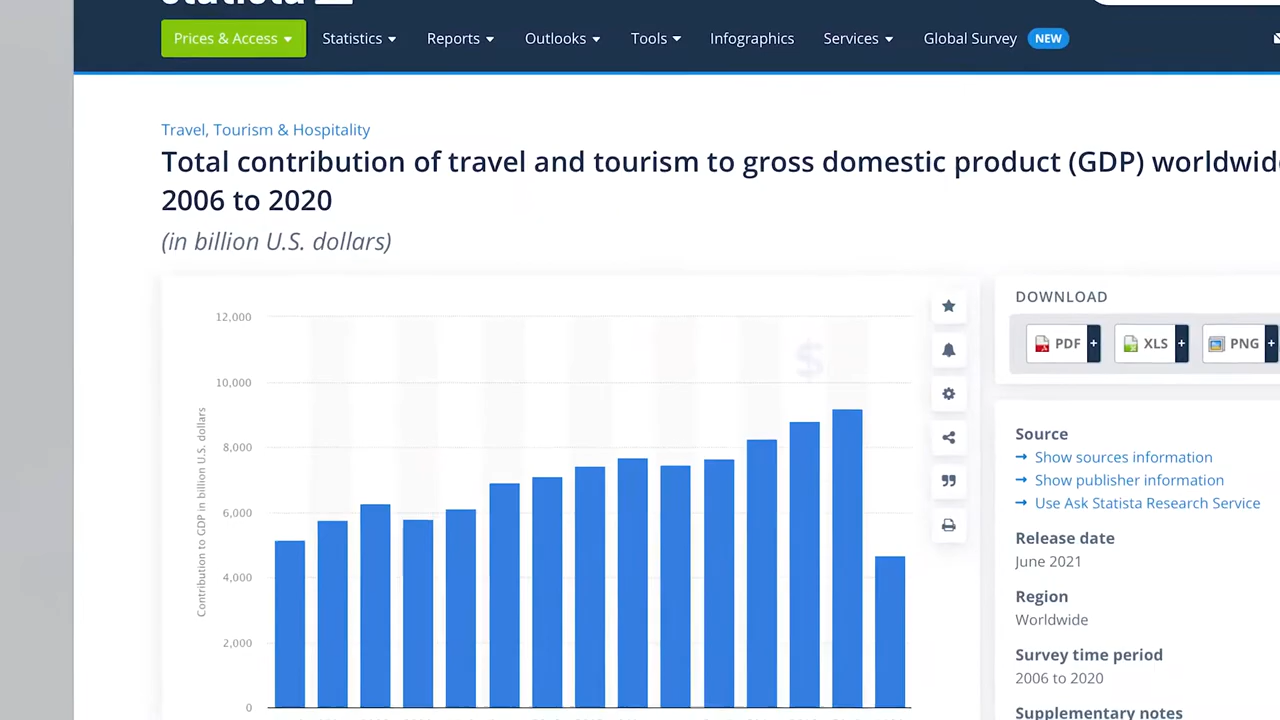 Prices & Access Statistics Reports Outlooks Tools Infographics Services Global Survey NEW
Travel, Tourism & Hospitality
Total contribution of travel and tourism to gross domestic product (GDP)
2006 to 2020
(in billion U.S. dollars)
12,000
10,000
8,000
6,000
4,000
2,000
0
Contribution to GDP in billion U.S. dollars
$
DOWNLOAD
PDF + XLS + PNG +
Source
Show sources information
Show publisher information
Use Ask Statista Research Service
Release date
June 2021
Region
Worldwide
Survey time period
2006 to 2020
Supplementary notes